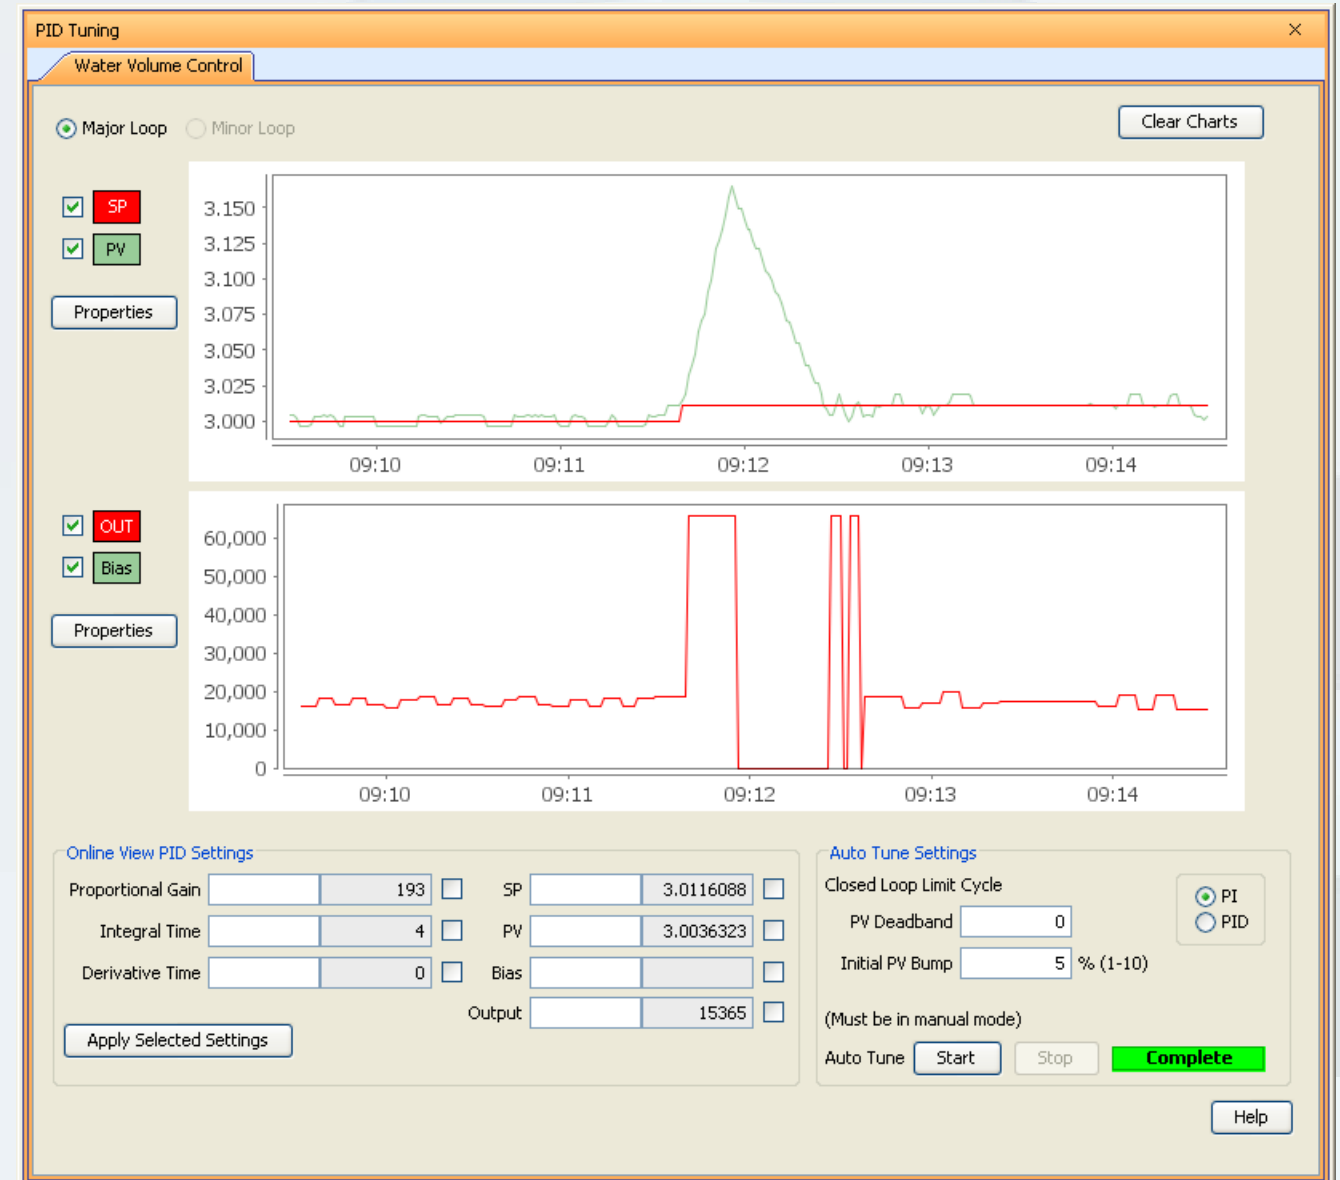 PID Tuning ×
Water Volume Control
Major Loop Minor Loop Clear Charts
SP
PV
Properties
3.150
3.125
3.100
3.075
3.050
3.025
3.000
09:10 09:11 09:12 09:13 09:14
OUT
Bias
Properties
60,000
50,000
40,000
30,000
20,000
10,000
0
09:10 09:11 09:12 09:13 09:14
Online View PID Settings
Proportional Gain 193 SP 3.0116088
Integral Time 4 PV 3.0036323
Derivative Time 0 Bias
Output 15365
Apply Selected Settings
Auto Tune Settings
Closed Loop Limit Cycle
PI
PV Deadband 0 PID
Initial PV Bump 5 % (1-10)
(Must be in manual mode)
Auto Tune Start Stop Complete
Help